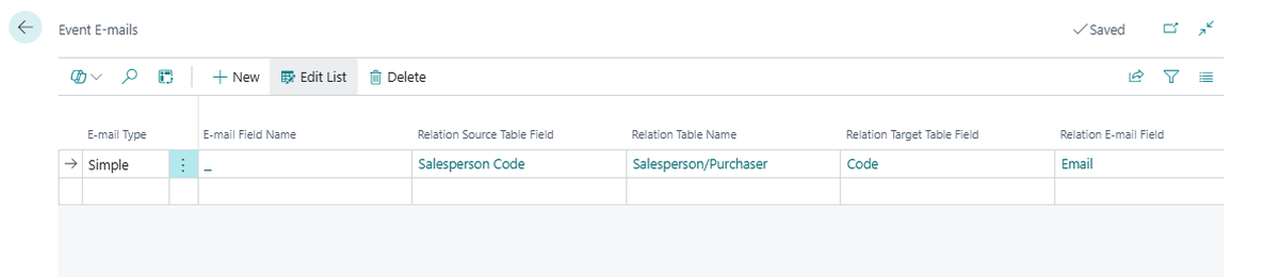 Event E-mails
Saved
New Edit List Delete
E-mail Type E-mail Field Name Relation Source Table Field Relation Table Name Relation Target Table Field Relation E-mail Field
Simple _ Salesperson Code Salesperson/Purchaser Code Email